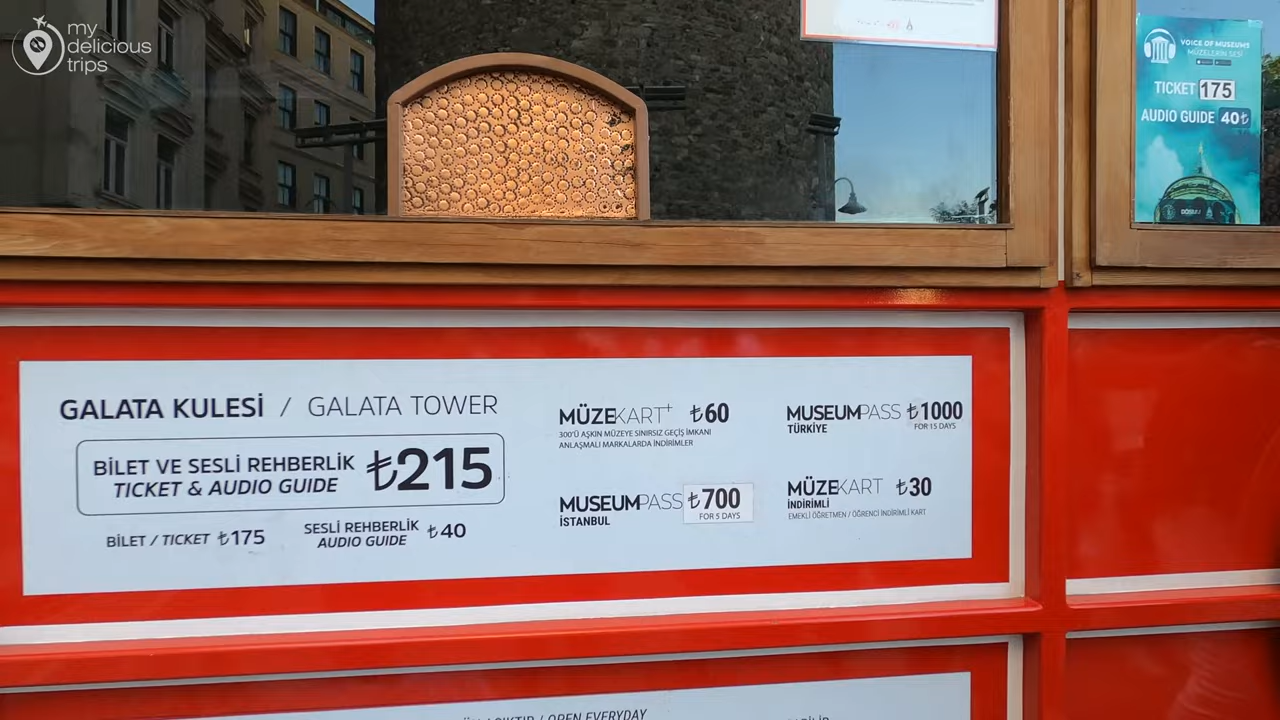 my
delicious
trips
VOICE OF MUSEUMS
MÜZELERİN SESİ
TICKET 175
AUDIO GUIDE 40₺
GALATA KULESİ / GALATA TOWER
BİLET VE SESLİ REHBERLİK
TICKET & AUDIO GUIDE
₺215
BİLET / TICKET ₺175
SESLİ REHBERLİK
AUDIO GUIDE
₺40
MÜZEKART+ ₺60
300'Ü AŞKIN MÜZEYE SINIRSIZ GEÇİŞ İMKANI
ANLAŞMALI MARKALARDA İNDİRİMLER
MUSEUMPASS ₺700
İSTANBUL
FOR 5 DAYS
MUSEUMPASS ₺1000
TÜRKİYE
FOR 15 DAYS
MÜZEKART ₺30
İNDİRİMLİ
EMEKLİ ÖĞRETMEN / ÖĞRENCİ İNDİRİMLİ KART
/ OPEN EVERYDAY